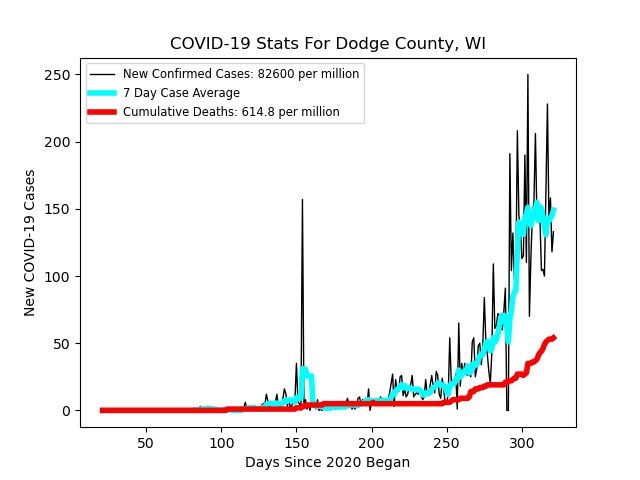 COVID-19 Stats For Dodge County, WI
New Confirmed Cases: 82600 per million
7 Day Case Average
Cumulative Deaths: 614.8 per million
New COVID-19 Cases
250
200
150
100
50
0
50 100 150 200 250 300
Days Since 2020 Began